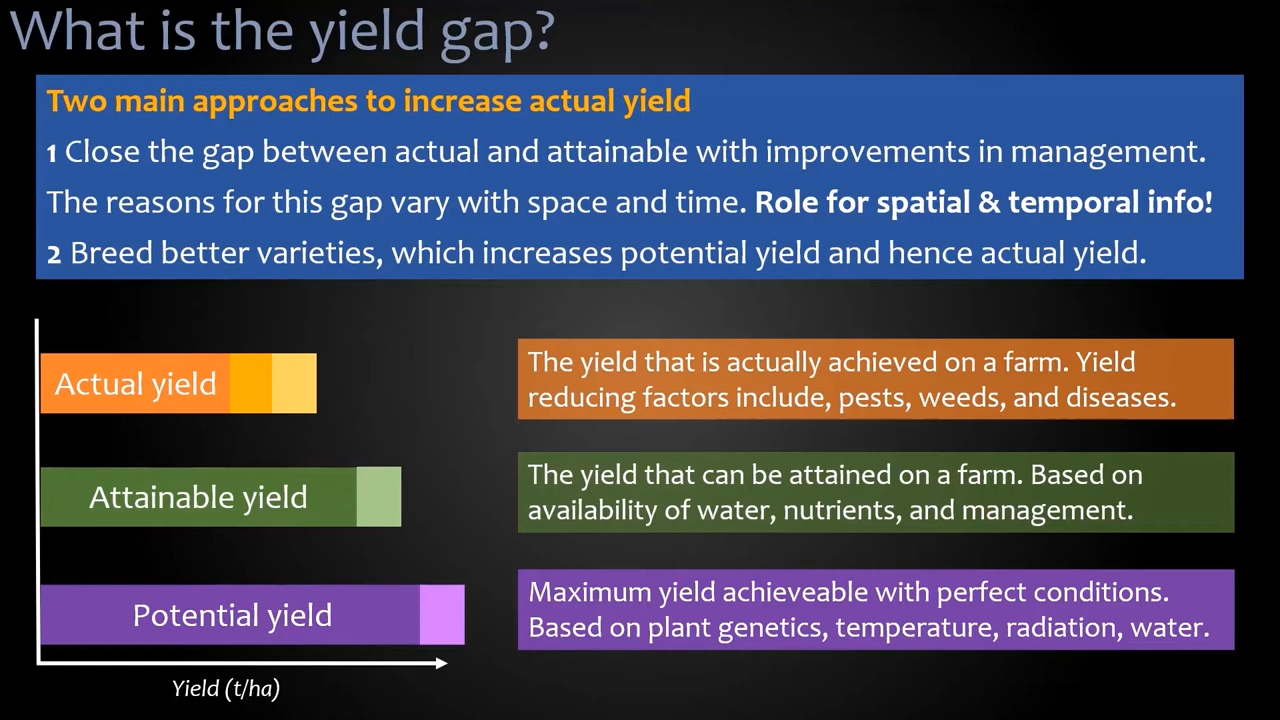 What is the yield gap?
Two main approaches to increase actual yield
1 Close the gap between actual and attainable with improvements in management.
The reasons for this gap vary with space and time. Role for spatial & temporal info!
2 Breed better varieties, which increases potential yield and hence actual yield.
Actual yield
The yield that is actually achieved on a farm. Yield
reducing factors include, pests, weeds, and diseases.
Attainable yield
The yield that can be attained on a farm. Based on
availability of water, nutrients, and management.
Potential yield
Maximum yield achieveable with perfect conditions.
Based on plant genetics, temperature, radiation, water.
Yield (t/ha)